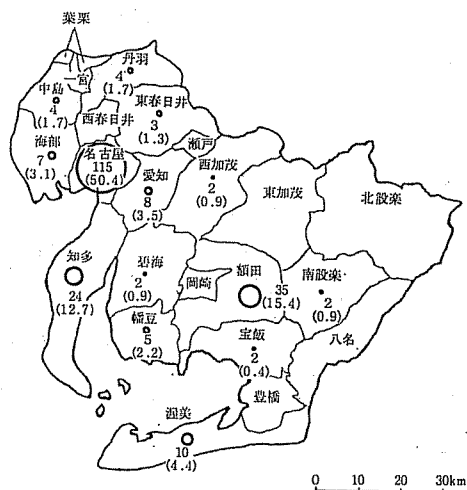 葉栗
一宮
丹羽
4
(1.7)
中島
4
(1.7)
東春日井
3
(1.3)
西春日井
海部
7
(3.1)
名古屋
115
(50.4)
瀬戸
愛知
8
(3.5)
西加茂
2
(0.9)
東加茂
北設楽
知多
24
(12.7)
碧海
2
(0.9)
岡崎
額田
35
(15.4)
南設楽
2
(0.9)
幡豆
5
(2.2)
宝飯
2
(0.4)
八名
豊橋
渥美
10
(4.4)
0 10 20 30km